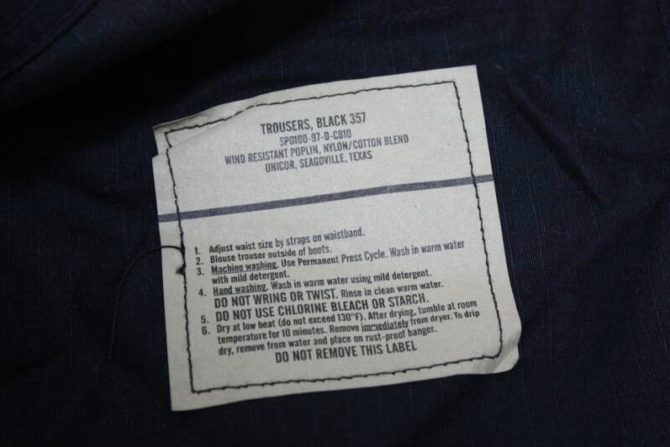 TROUSERS, BLACK 357
SP0100-97-D-CB10
WIND RESISTANT POPLIN, NYLON/COTTON BLEND
UNICOR, SEAGOVILLE, TEXAS
1. Adjust waist size by straps on waistband.
2. Blouse trouser outside of boots.
3. Machine washing. Use Permanent Press Cycle. Wash in warm water
with mild detergent.
4. Hand washing. Wash in warm water using mild detergent.
DO NOT WRING OR TWIST. Rinse in clean warm water.
5. DO NOT USE CHLORINE BLEACH OR STARCH.
6. Dry at low heat (do not exceed 130°F). After drying, tumble at room
temperature for 10 minutes. Remove immediately from dryer. To drip
dry, remove from water and place on rust-proof hanger.
DO NOT REMOVE THIS LABEL